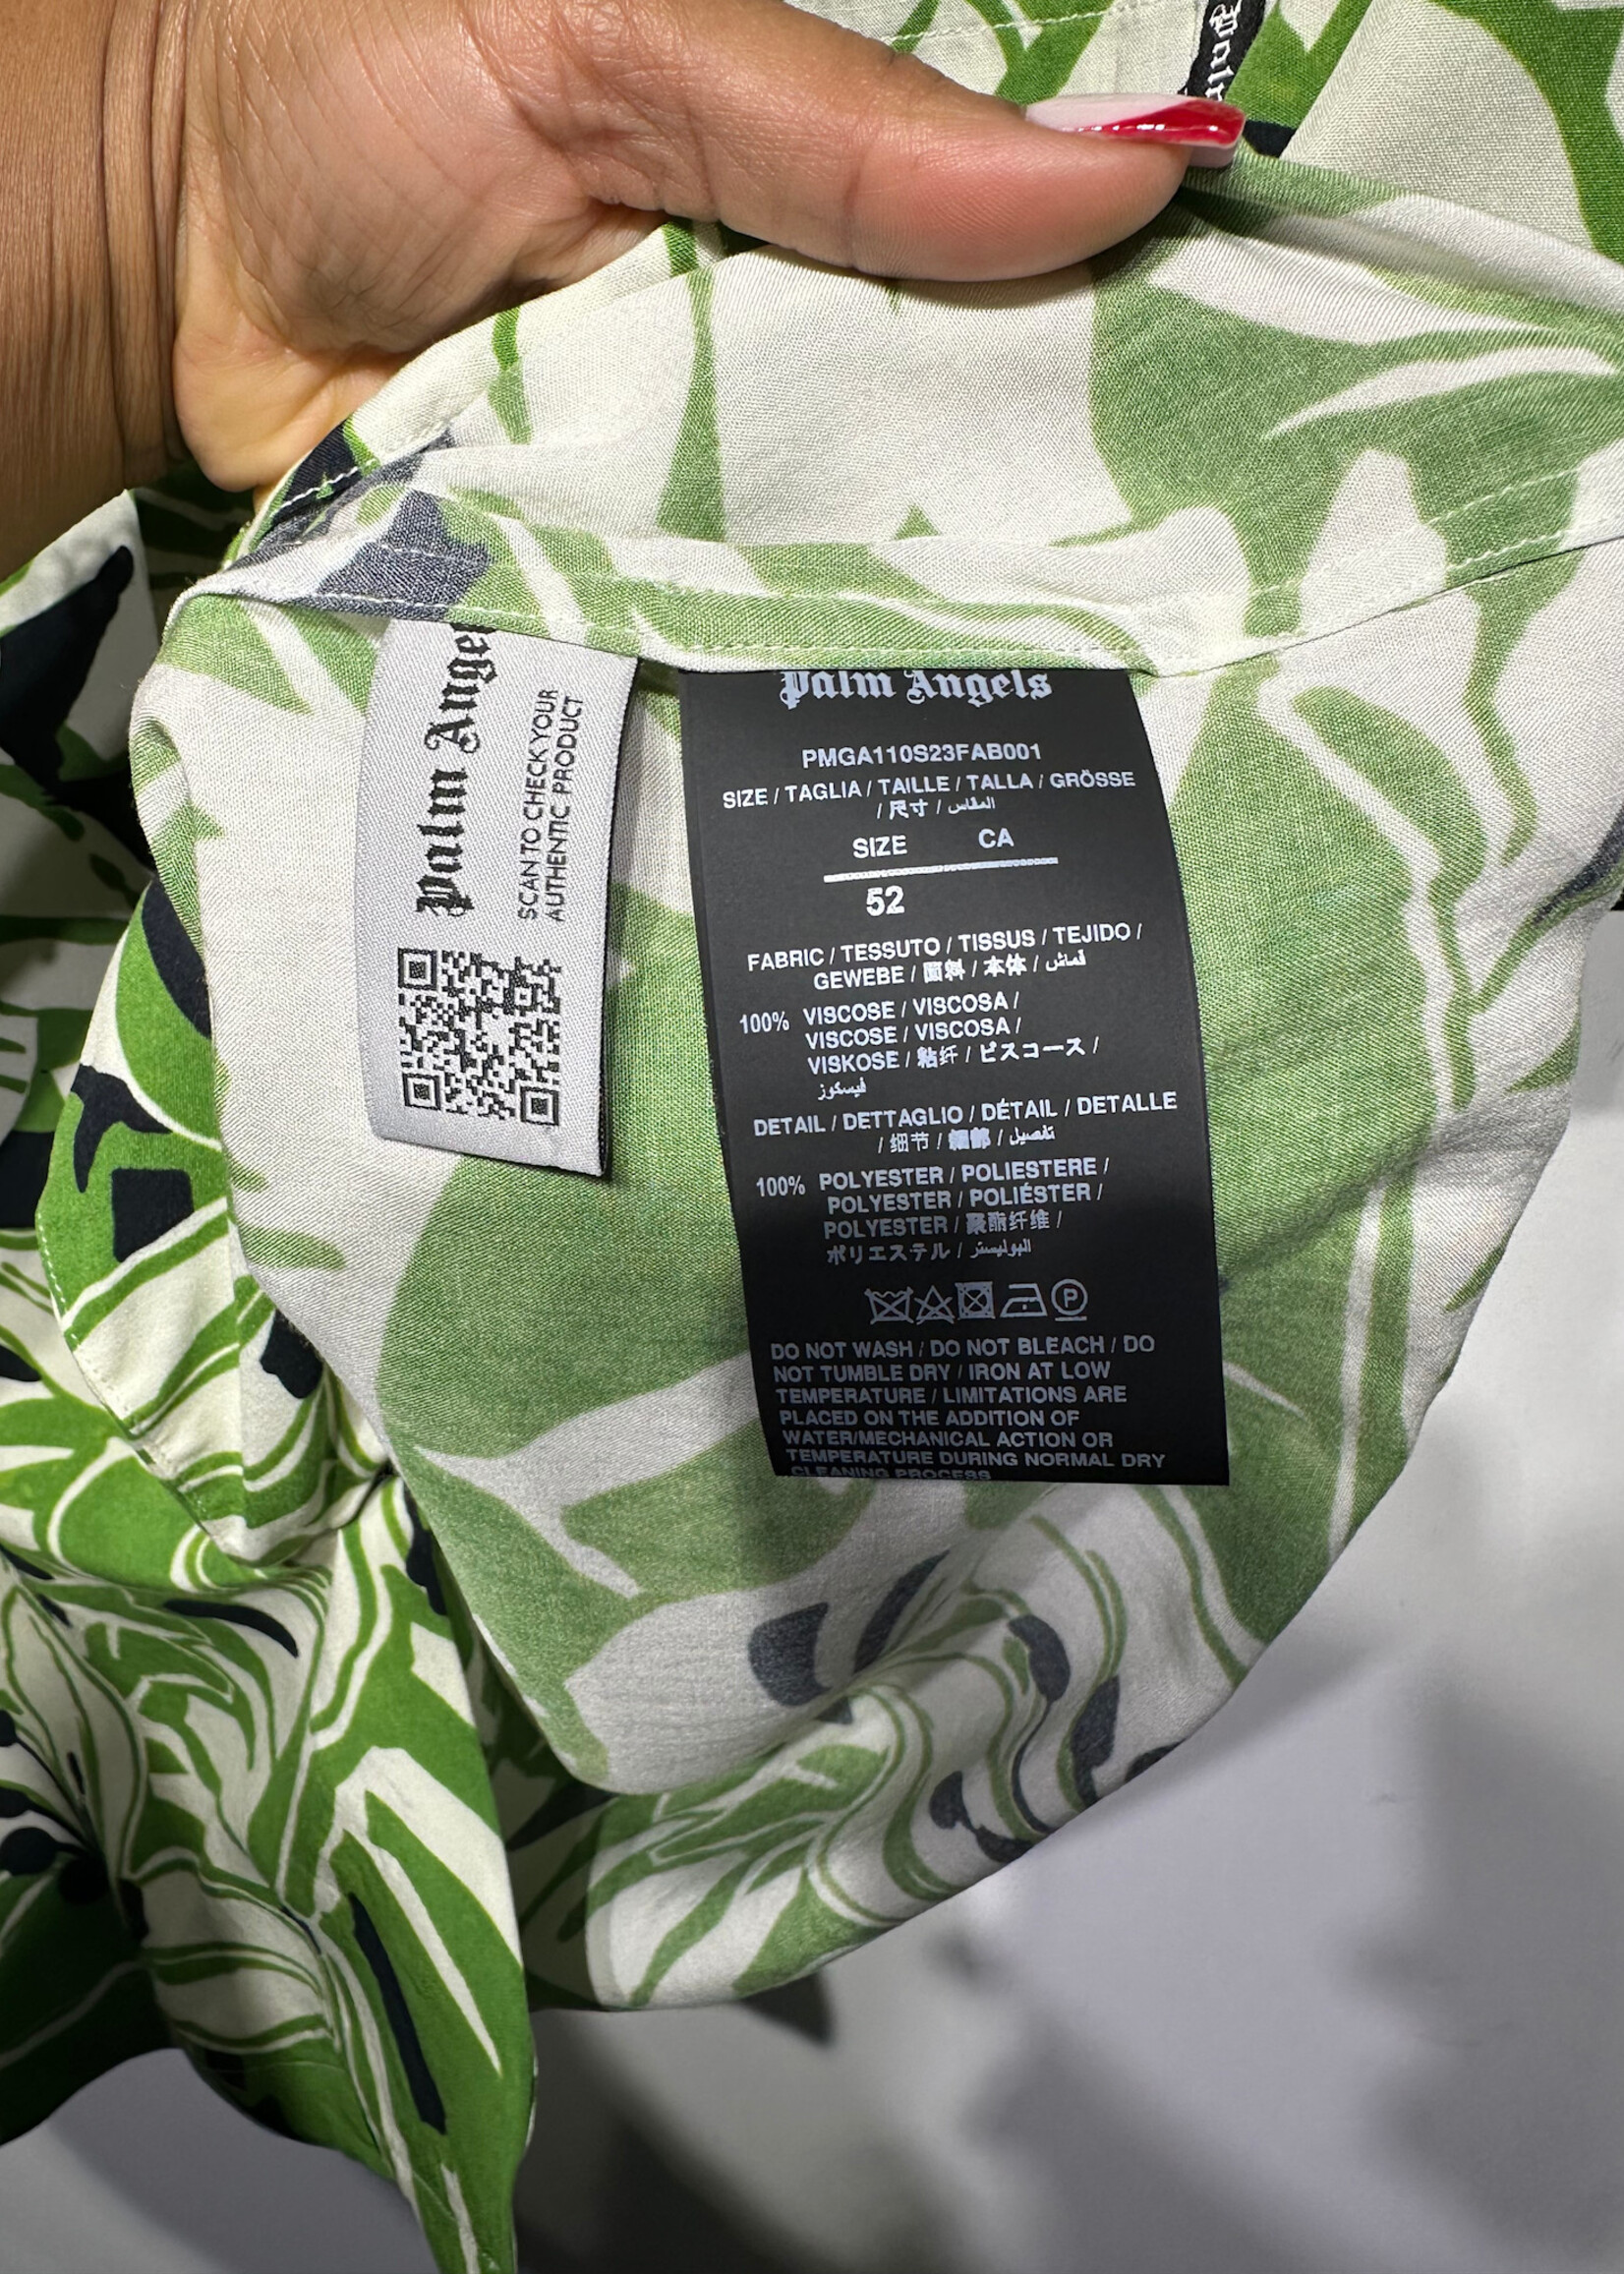 Palm
Palm Angel
SCAN TO CHECK YOUR
AUTHENTIC PRODUCT
Palm Angels
PMGA110S23FAB001
SIZE / TAGLIA / TAILLE / TALLA / GRÖSSE
/ 尺寸 / المقاس
SIZE CA
52
FABRIC / TESSUTO / TISSUS / TEJIDO /
GEWEBE / 面料 / 本体 / قماش
100% VISCOSE / VISCOSA /
VISCOSE / VISCOSA /
VISKOSE / 粘纤 / ビスコース /
فيسكوز
DETAIL / DETTAGLIO / DÉTAIL / DETALLE
/ 细节 / 細部 / تفصيل
100% POLYESTER / POLIESTERE /
POLYESTER / POLIÉSTER /
POLYESTER / 聚酯纤维 /
ポリエステル / البوليستر
P
DO NOT WASH / DO NOT BLEACH / DO
NOT TUMBLE DRY / IRON AT LOW
TEMPERATURE / LIMITATIONS ARE
PLACED ON THE ADDITION OF
WATER/MECHANICAL ACTION OR
TEMPERATURE DURING NORMAL DRY
CLEANING PROCESS